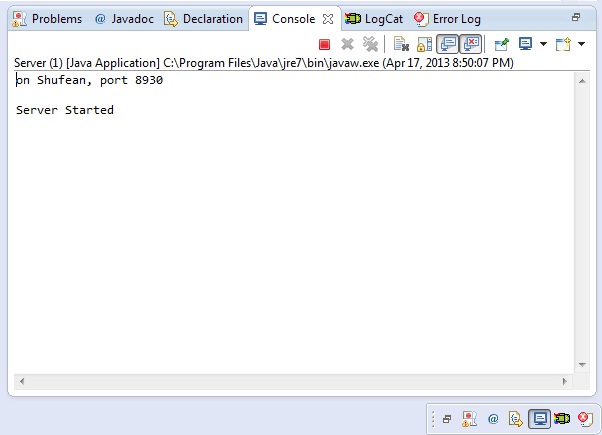 Problems @ Javadoc Declaration Console LogCat Error Log
Server (1) [Java Application] C:\Program Files\Java\jre7\bin\javaw.exe (Apr 17, 2013 8:50:07 PM)
on Shufean, port 8930
Server Started
@